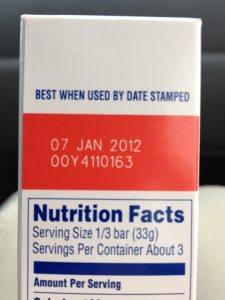 BEST WHEN USED BY DATE STAMPED
07 JAN 2012
00Y4110163
Nutrition Facts
Serving Size 1/3 bar (33g)
Servings Per Container About 3
Amount Per Serving